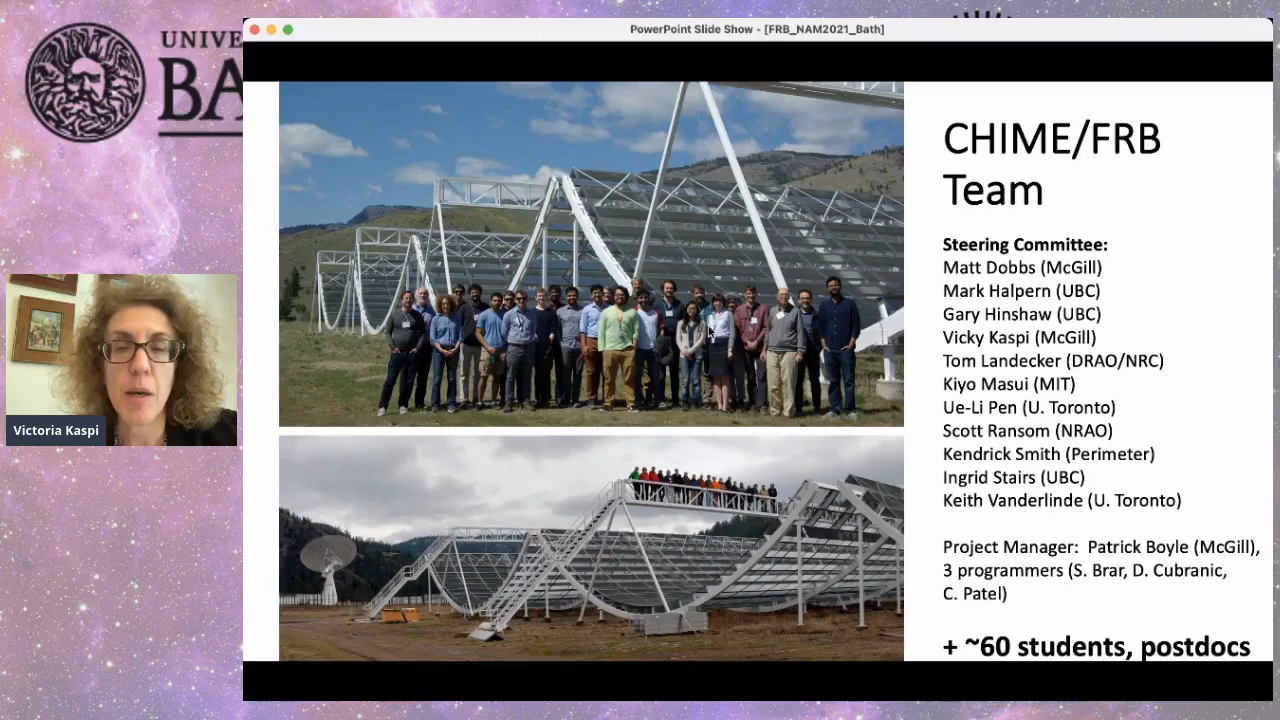 UNIVE
BA
PowerPoint Slide Show - [FRB_NAM2021_Bath]
CHIME/FRB
Team
Steering Committee:
Matt Dobbs (McGill)
Mark Halpern (UBC)
Gary Hinshaw (UBC)
Vicky Kaspi (McGill)
Tom Landecker (DRAO/NRC)
Kiyo Masui (MIT)
Ue-Li Pen (U. Toronto)
Scott Ransom (NRAO)
Kendrick Smith (Perimeter)
Ingrid Stairs (UBC)
Keith Vanderlinde (U. Toronto)
Project Manager: Patrick Boyle (McGill),
3 programmers (S. Brar, D. Cubranic,
C. Patel)
+ ~60 students, postdocs
Victoria Kaspi